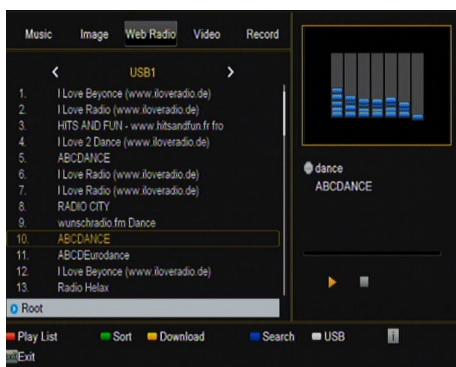 Music Image Web Radio Video Record
USB1
1. I Love Beyonce (www.iloveradio.de)
2. I Love Radio (www.iloveradio.de)
3. HITS AND FUN - www.hitsandfun.fr fro
4. I Love 2 Dance (www.iloveradio.de)
5. ABCDANCE
6. I Love Radio (www.iloveradio.de)
7. I Love Radio (www.iloveradio.de)
8. RADIO CITY
9. wunschradio.fm Dance
10. ABCDANCE
11. ABCDEurodance
12. I Love Beyonce (www.iloveradio.de)
13. Radio Helax
Root
dance
ABCDANCE
Play List Sort Download Search USB i
Exit